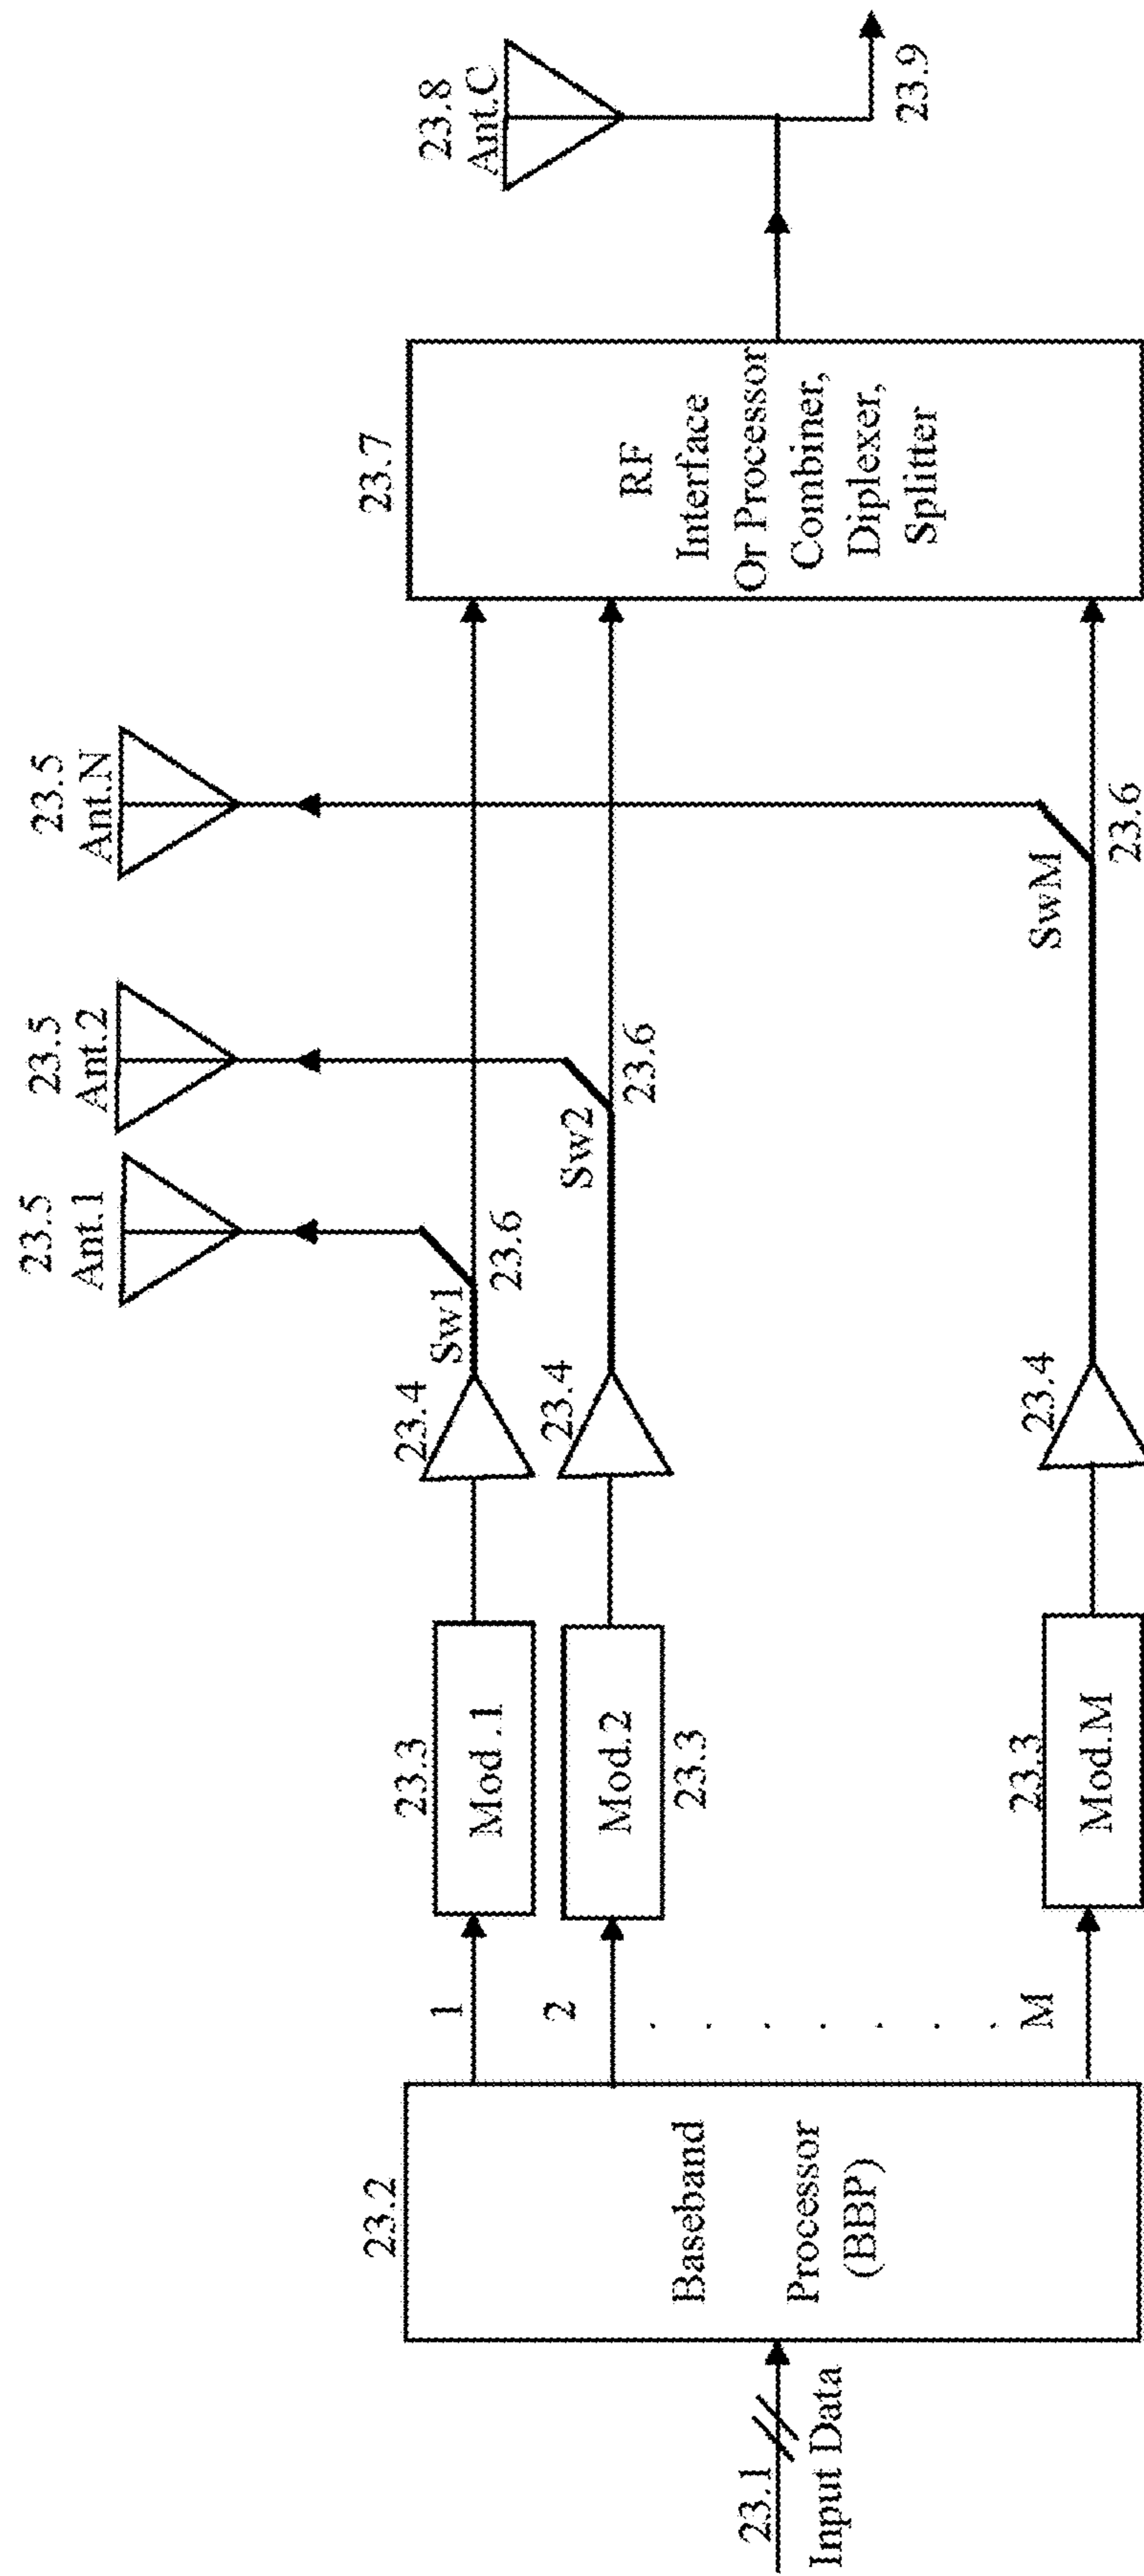 23.1
Input Data
23.2
Baseband
Processor
(BBP)
1
2
M
23.3
Mod.1
Mod.2
23.3
23.3
Mod.M
23.4
23.4
23.4
Sw1
23.6
Sw2
23.6
SwM
23.6
23.5
Ant.1
23.5
Ant.2
23.5
Ant.N
23.7
RF
Interface
Or Processor
Combiner,
Diplexer,
Splitter
23.8
Ant.C
23.9